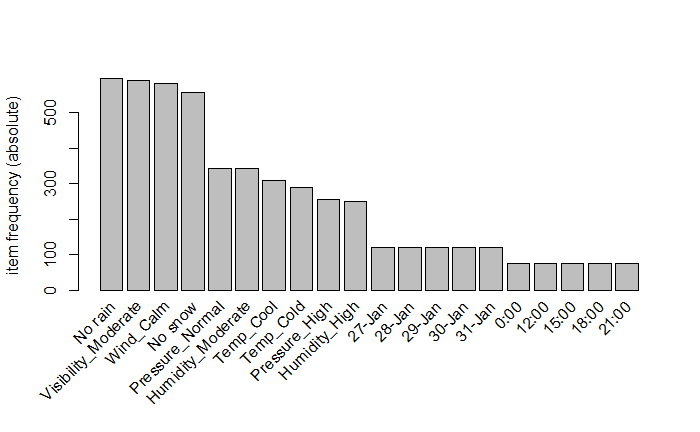 item frequency (absolute)
500
300
100
0
No rain
Visibility_Moderate
Wind_Calm
No snow
Pressure_Normal
Humidity_Moderate
Temp_Cool
Temp_Cold
Pressure_High
Humidity_High
27-Jan
28-Jan
29-Jan
30-Jan
31-Jan
0:00
12:00
15:00
18:00
21:00